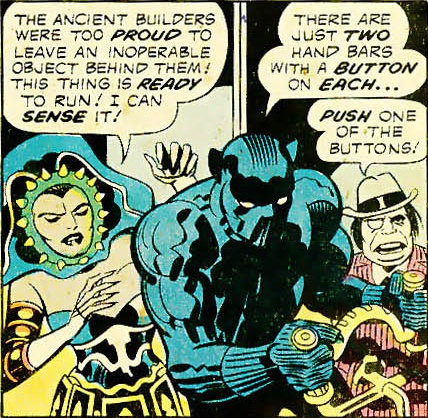 THE ANCIENT BUILDERS
WERE TOO PROUD TO
LEAVE AN INOPERABLE
OBJECT BEHIND THEM!
THIS THING IS READY
TO RUN! I CAN
SENSE IT!
THERE ARE
JUST TWO
HAND BARS
WITH A BUTTON
ON EACH...
PUSH ONE
OF THE
BUTTONS!